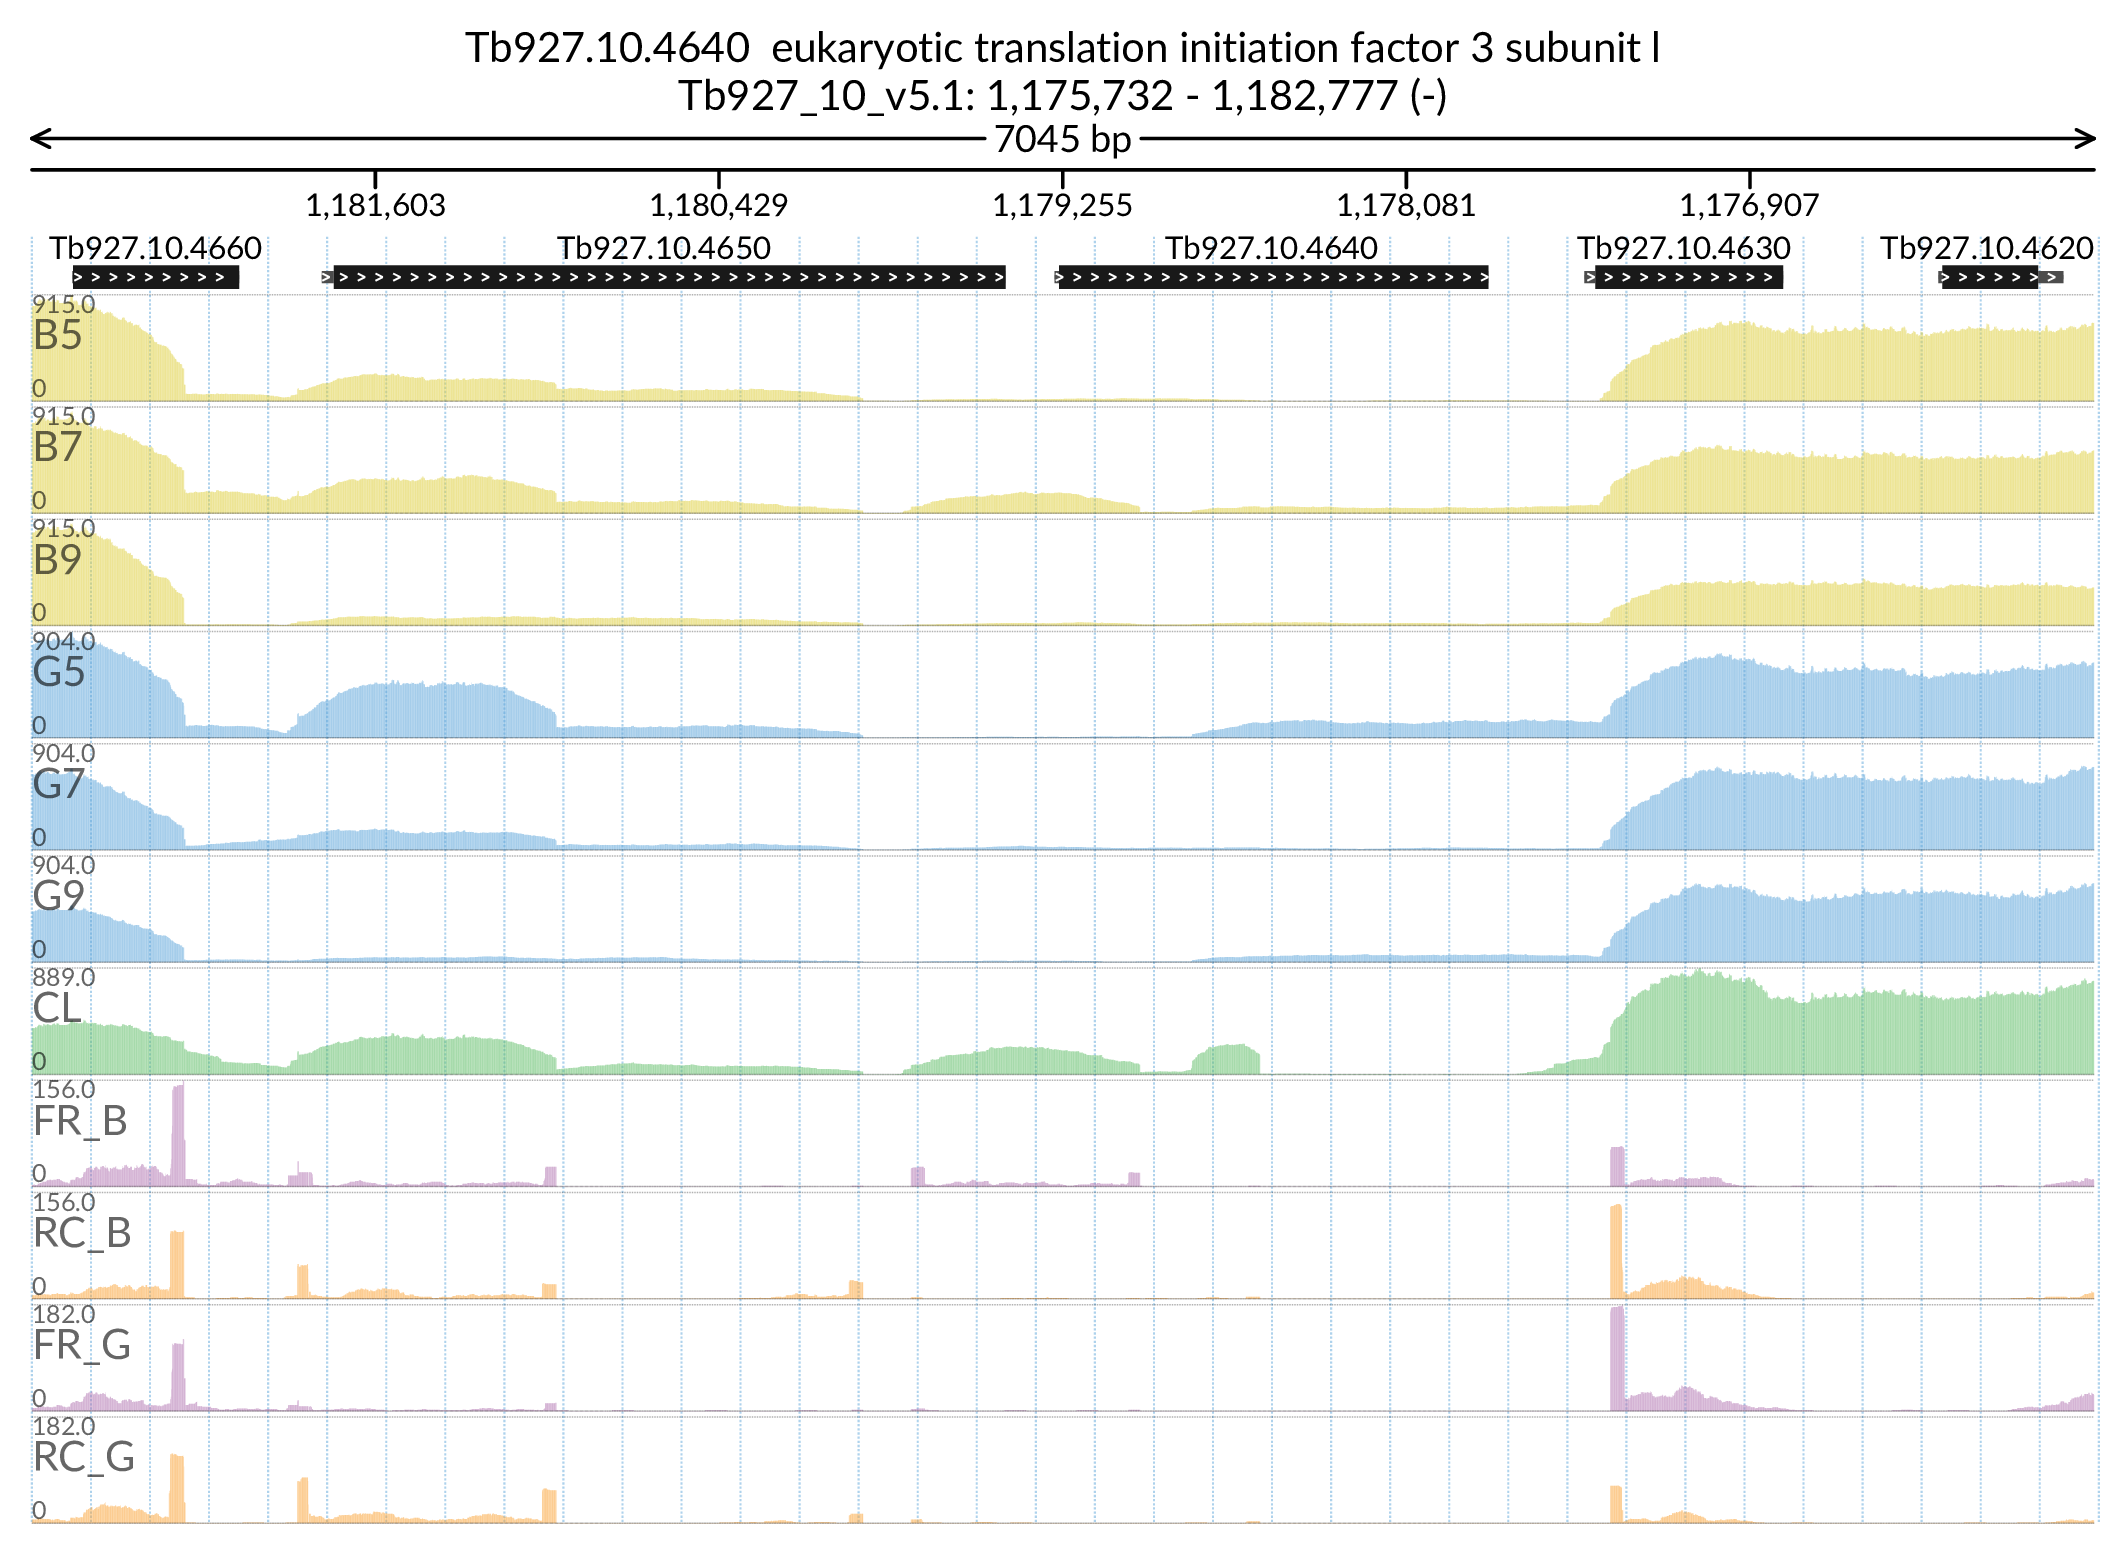 Tb927.10.4640 eukaryotic translation initiation factor 3 subunit l
Tb927_10_v5.1: 1,175,732 - 1,182,777 (-)
7045 bp
1,181,603 1,180,429 1,179,255 1,178,081 1,176,907
Tb927.10.4660 Tb927.10.4650 Tb927.10.4640 Tb927.10.4630 Tb927.10.4620
915.0
B5
0
915.0
B7
0
915.0
B9
0
904.0
G5
0
904.0
G7
0
904.0
G9
0
889.0
CL
0
156.0
FR_B
0
156.0
RC_B
0
182.0
FR_G
0
182.0
RC_G
0